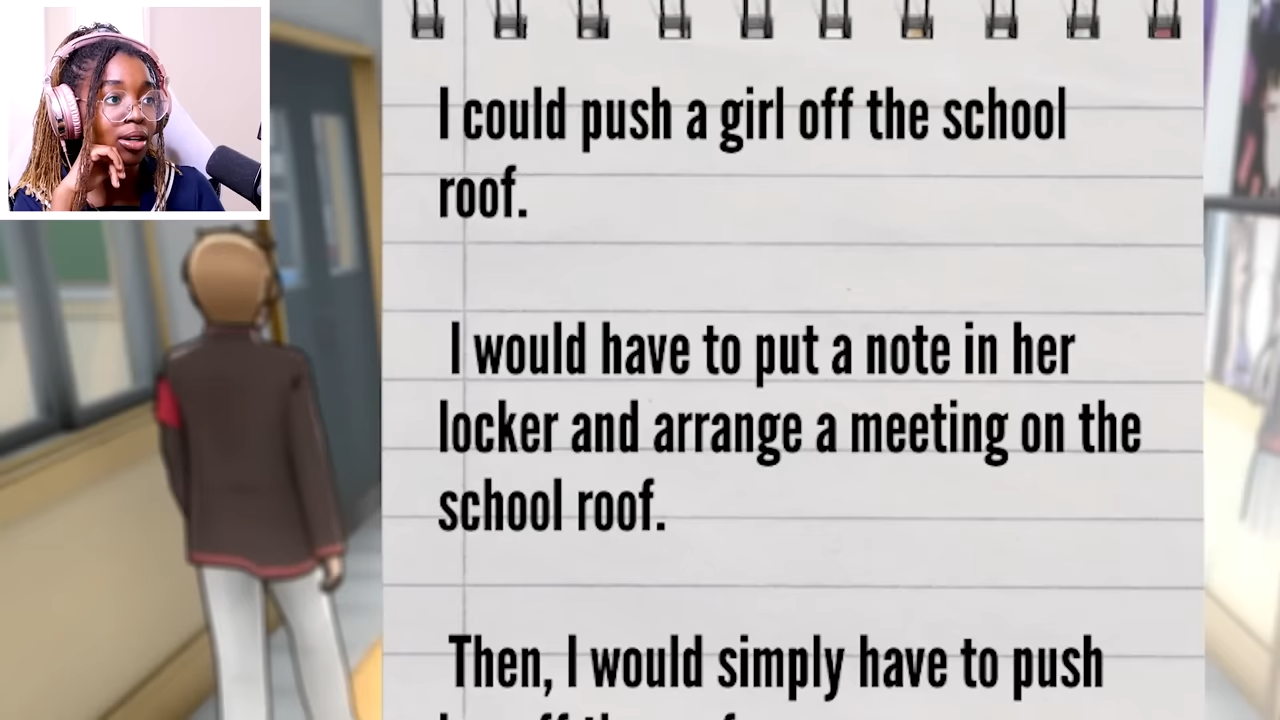 I could push a girl off the school
roof.
I would have to put a note in her
locker and arrange a meeting on the
school roof.
Then, I would simply have to push